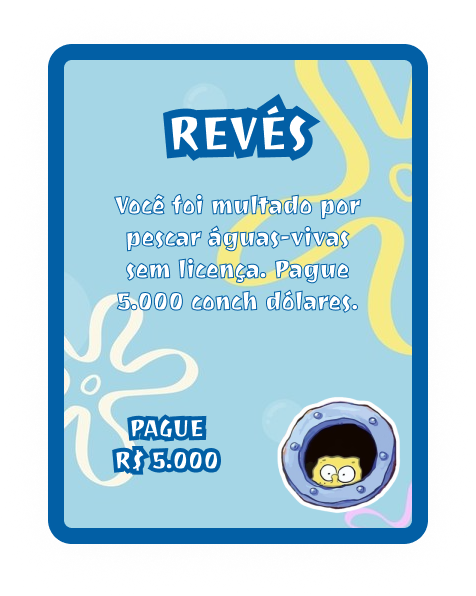 REVÉS
Você foi multado por
pescar águas-vivas
sem licença. Pague
5.000 conch dólares.
PAGUE
R$ 5.000